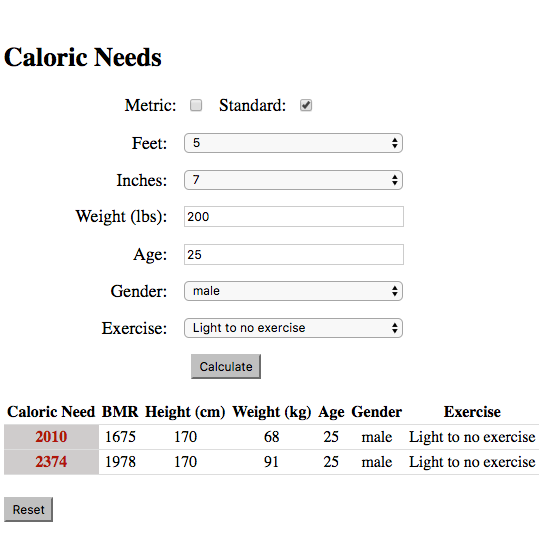 Caloric Needs
Metric: Standard:
Feet: 5
Inches: 7
Weight (lbs): 200
Age: 25
Gender: male
Exercise: Light to no exercise
Calculate
Caloric Need BMR Height (cm) Weight (kg) Age Gender Exercise
2010 1675 170 68 25 male Light to no exercise
2374 1978 170 91 25 male Light to no exercise
Reset